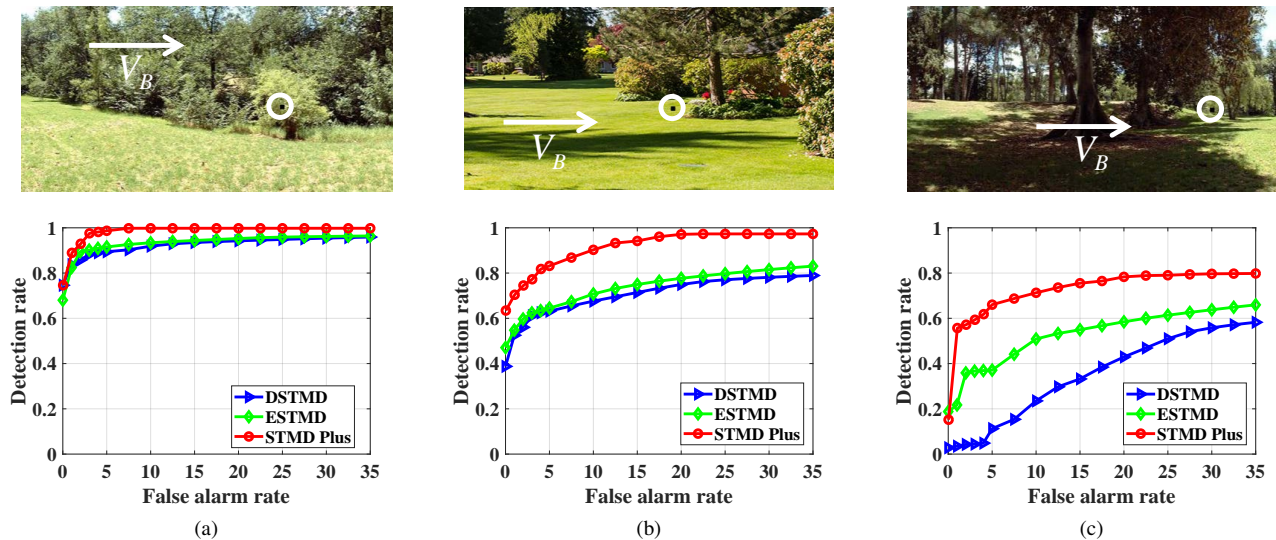 V_B
V_B
V_B
1
0.8
0.6
0.4
0.2
0
Detection rate
DSTMD
ESTMD
STMD Plus
0 5 10 15 20 25 30 35
False alarm rate
(a)
1
0.8
0.6
0.4
0.2
0
Detection rate
DSTMD
ESTMD
STMD Plus
0 5 10 15 20 25 30 35
False alarm rate
(b)
1
0.8
0.6
0.4
0.2
0
Detection rate
DSTMD
ESTMD
STMD Plus
0 5 10 15 20 25 30 35
False alarm rate
(c)